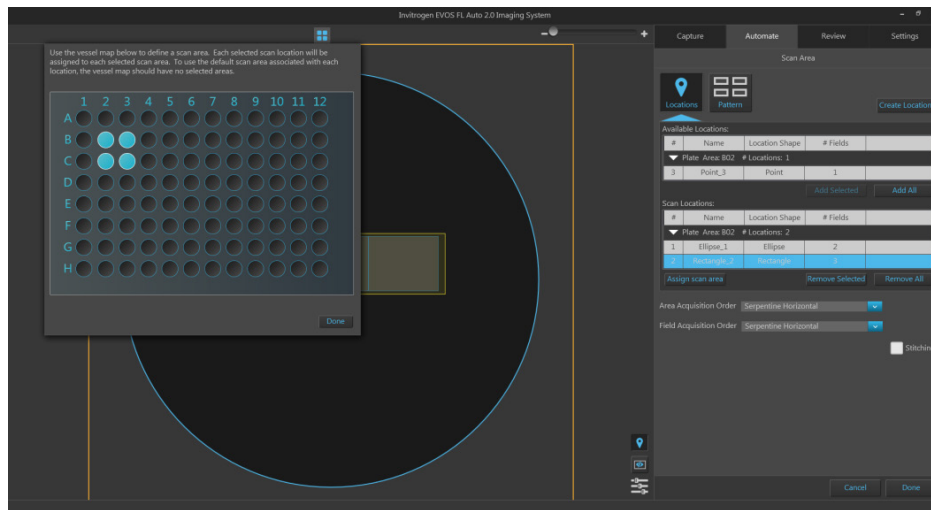 Invitrogen EVOS FL Auto 2.0 Imaging System
Capture Automate Review Settings
Scan Area
Use the vessel map below to define a scan area. Each selected scan location will be
assigned to each selected scan area. To use the default scan area associated with each
location, the vessel map should have no selected areas.
1 2 3 4 5 6 7 8 9 10 11 12
A
B
C
D
E
F
G
H
Done
Locations Pattern
Create Location
Available Locations:
# Name Location Shape # Fields
Plate Area: B02 # Locations: 1
3 Point_3 Point 1
Add Selected Add All
Scan Locations:
# Name Location Shape # Fields
Plate Area: B02 # Locations: 2
1 Ellipse_1 Ellipse 2
2 Rectangle_2 Rectangle 3
Assign scan area Remove Selected Remove All
Area Acquisition Order Serpentine Horizontal
Field Acquisition Order Serpentine Horizontal
Stitchin
Cancel Done